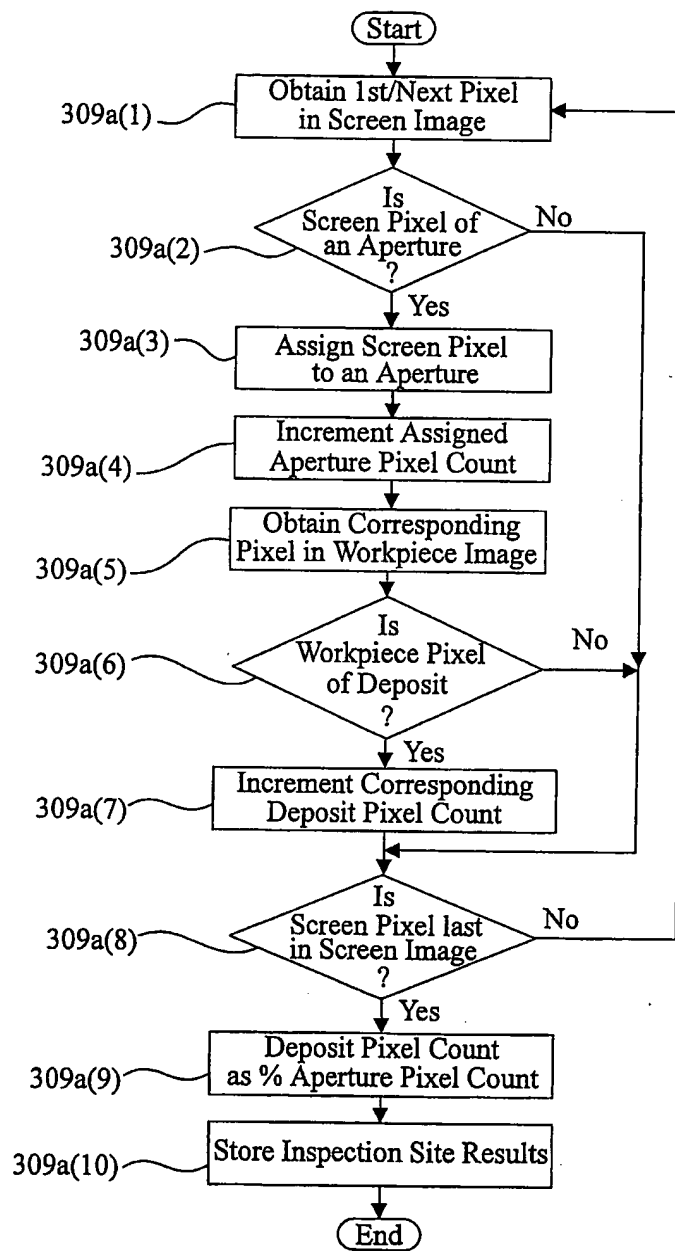 Start
309a(1)
Obtain 1st/Next Pixel
in Screen Image
309a(2)
Is
Screen Pixel of
an Aperture
?
No
Yes
309a(3)
Assign Screen Pixel
to an Aperture
309a(4)
Increment Assigned
Aperture Pixel Count
309a(5)
Obtain Corresponding
Pixel in Workpiece Image
309a(6)
Is
Workpiece Pixel
of Deposit
?
No
Yes
309a(7)
Increment Corresponding
Deposit Pixel Count
309a(8)
Is
Screen Pixel last
in Screen Image
?
No
Yes
309a(9)
Deposit Pixel Count
as % Aperture Pixel Count
309a(10)
Store Inspection Site Results
End